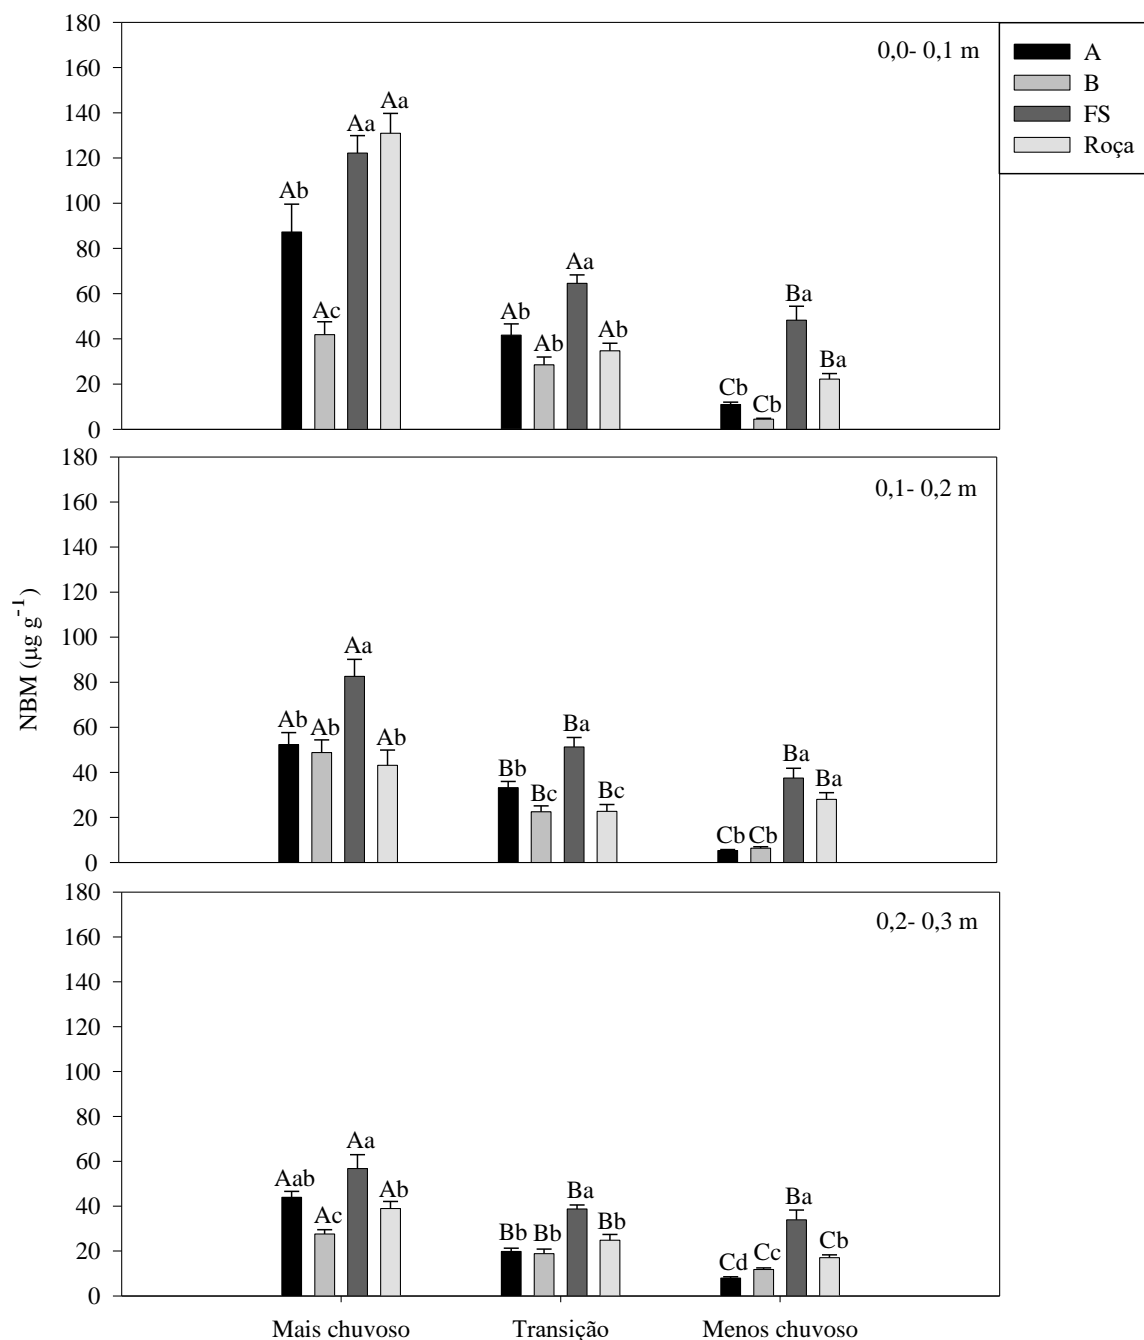 180
160
140
120
100
80
60
40
20
0
0,0- 0,1 m
A
B
FS
Roça
Ab
Ac
Aa
Aa
Ab
Ab
Aa
Ab
Cb
Cb
Ba
Ba
180
160
140
120
100
80
60
40
20
0
0,1- 0,2 m
NBM (µg g⁻¹)
Ab
Ab
Aa
Ab
Bb
Bc
Ba
Bc
Cb
Cb
Ba
Ba
180
160
140
120
100
80
60
40
20
0
0,2- 0,3 m
Aab
Ac
Aa
Ab
Bb
Bb
Ba
Bb
Cd
Cc
Ba
Cb
Mais chuvoso
Transição
Menos chuvoso